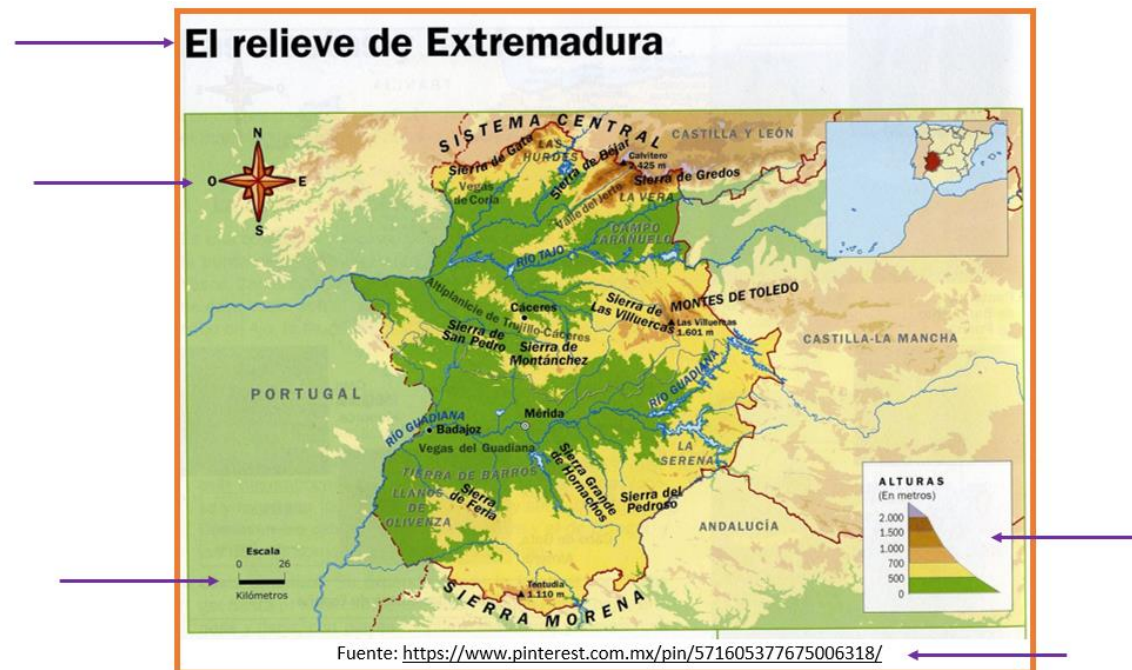 El relieve de Extremadura
N
O
E
S
SISTEMA CENTRAL
CASTILLA Y LEÓN
Sierra de Gata
LAS
HURDES
Sierra de Béjar
Calvitero
2.425 m
Sierra de Gredos
Vegas
de Coria
Valle del Jerte
LA VERA
CAMPO
ARAÑUELO
RÍO TAJO
Altiplanicie de Trujillo-Cáceres
Cáceres
Sierra de
Las Villuercas
MONTES DE TOLEDO
Las Villuercas
1.601 m
Sierra de
San Pedro
Sierra de
Montánchez
CASTILLA-LA MANCHA
PORTUGAL
RÍO GUADIANA
RÍO GUADIANA
Mérida
Badajoz
Vegas del Guadiana
LA
SERENA
TIERRA DE BARROS
LLANOS
DE
OLIVENZA
Sierra
de Feria
Sierra Grande
de Hornachos
Sierra del
Pedroso
ANDALUCÍA
ALTURAS
(En metros)
2.000
1.500
1.000
700
500
0
Escala
0 26
Kilómetros
Tentudía
1.110 m
SIERRA MORENA
Fuente: https://www.pinterest.com.mx/pin/571605377675006318/